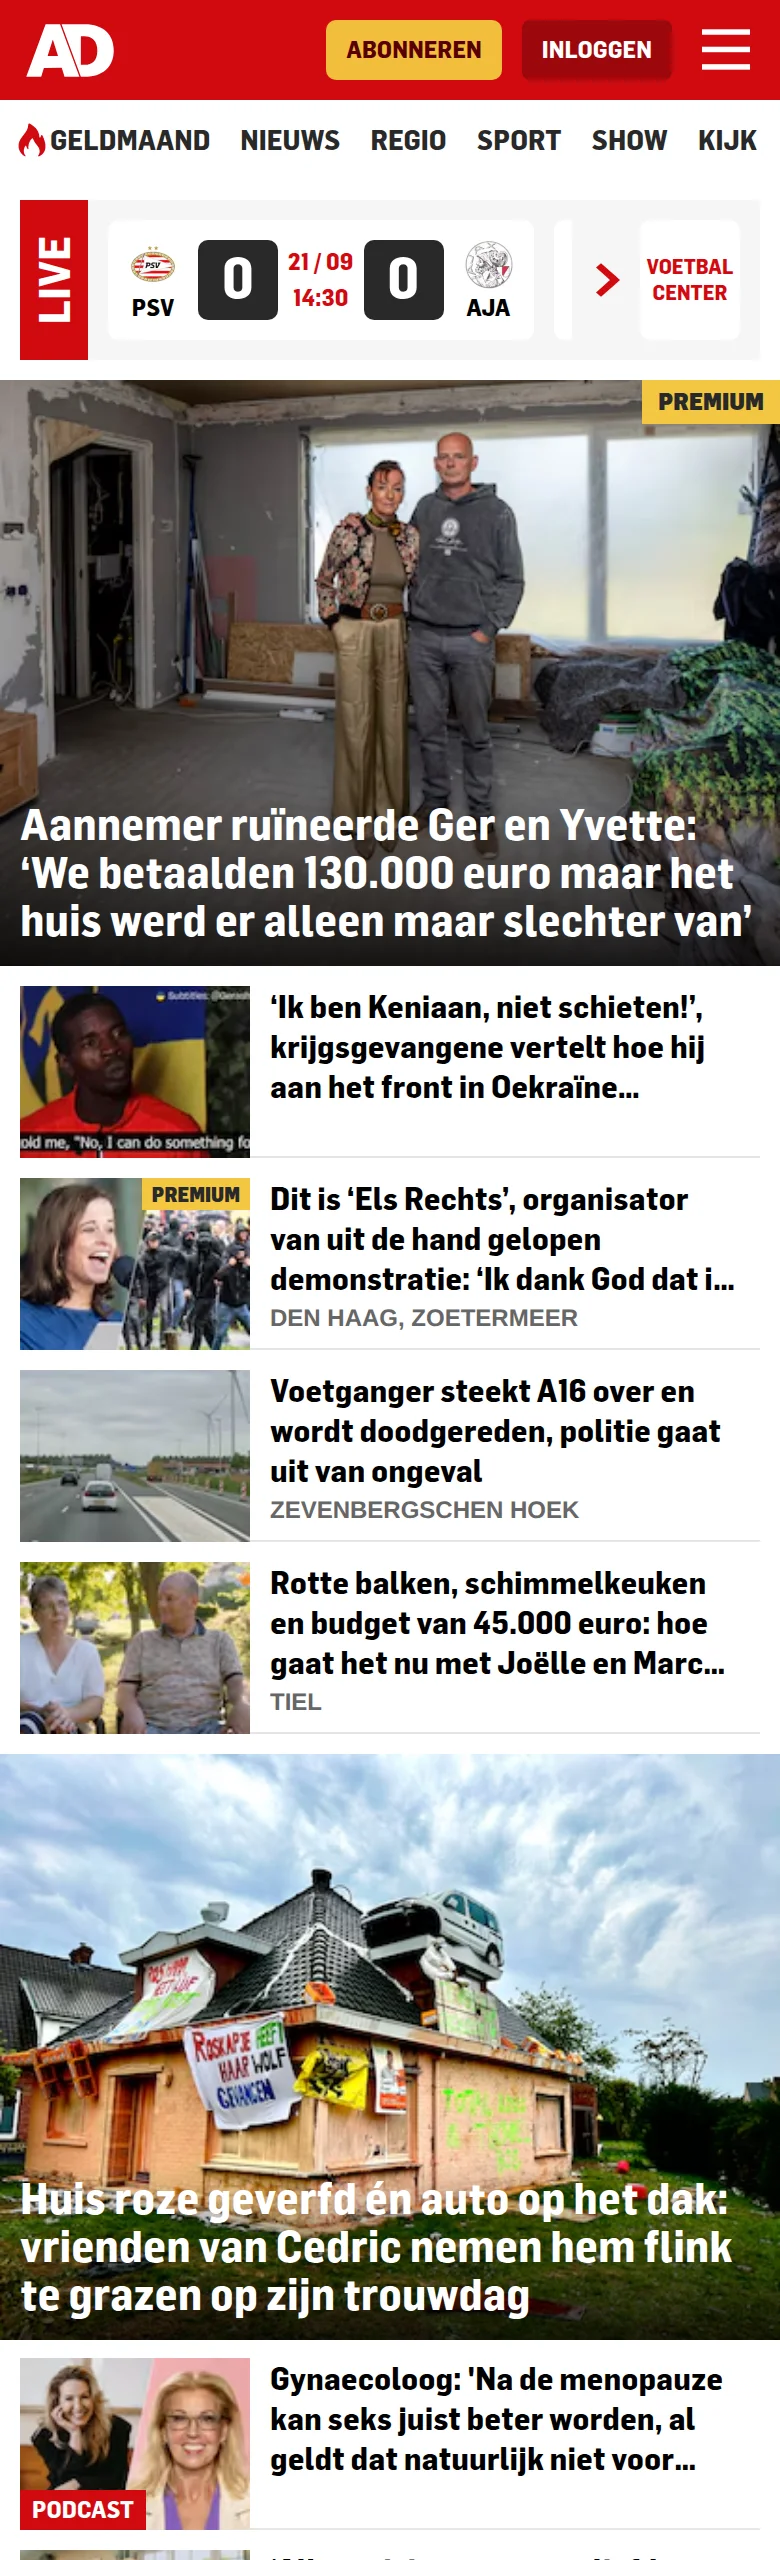 AD
ABONNEREN
INLOGGEN
GELDMAAND NIEUWS REGIO SPORT SHOW KIJK
LIVE
PSV
PSV
0
21 / 09
14:30
0
AJA
VOETBAL
CENTER
PREMIUM
Aannemer ruïneerde Ger en Yvette:
‘We betaalden 130.000 euro maar het
huis werd er alleen maar slechter van’
old me, "No, I can do something fo
‘Ik ben Keniaan, niet schieten!’,
krijgsgevangene vertelt hoe hij
aan het front in Oekraïne...
PREMIUM
Dit is ‘Els Rechts’, organisator
van uit de hand gelopen
demonstratie: ‘Ik dank God dat i...
DEN HAAG, ZOETERMEER
Voetganger steekt A16 over en
wordt doodgereden, politie gaat
uit van ongeval
ZEVENBERGSCHEN HOEK
Rotte balken, schimmelkeuken
en budget van 45.000 euro: hoe
gaat het nu met Joëlle en Marc...
TIEL
ROSKAPJE HEEFT
HAAR WOLF
GEVANGEN
Huis roze geverfd én auto op het dak:
vrienden van Cedric nemen hem flink
te grazen op zijn trouwdag
PODCAST
Gynaecoloog: 'Na de menopauze
kan seks juist beter worden, al
geldt dat natuurlijk niet voor...